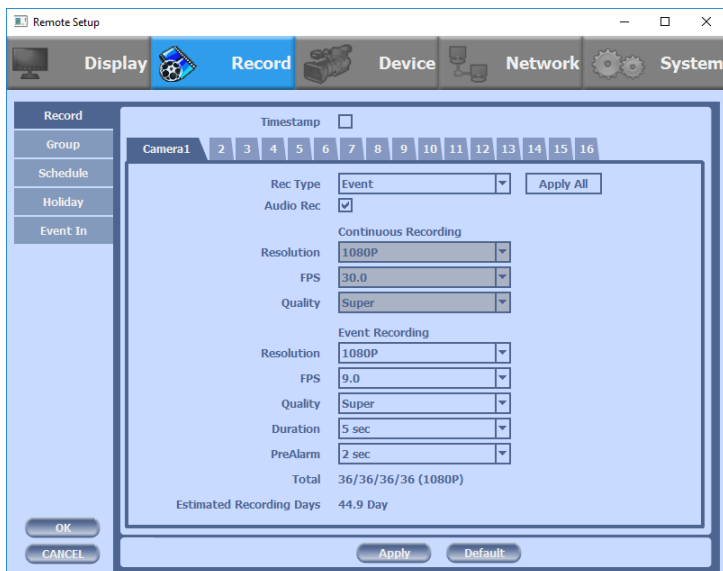 Remote Setup
Display Record Device Network System
Record
Group
Schedule
Holiday
Event In
Timestamp
Camera1 2 3 4 5 6 7 8 9 10 11 12 13 14 15 16
Rec Type Event Apply All
Audio Rec
Continuous Recording
Resolution 1080P
FPS 30.0
Quality Super
Event Recording
Resolution 1080P
FPS 9.0
Quality Super
Duration 5 sec
PreAlarm 2 sec
Total 36/36/36/36 (1080P)
Estimated Recording Days 44.9 Day
OK
CANCEL
Apply Default